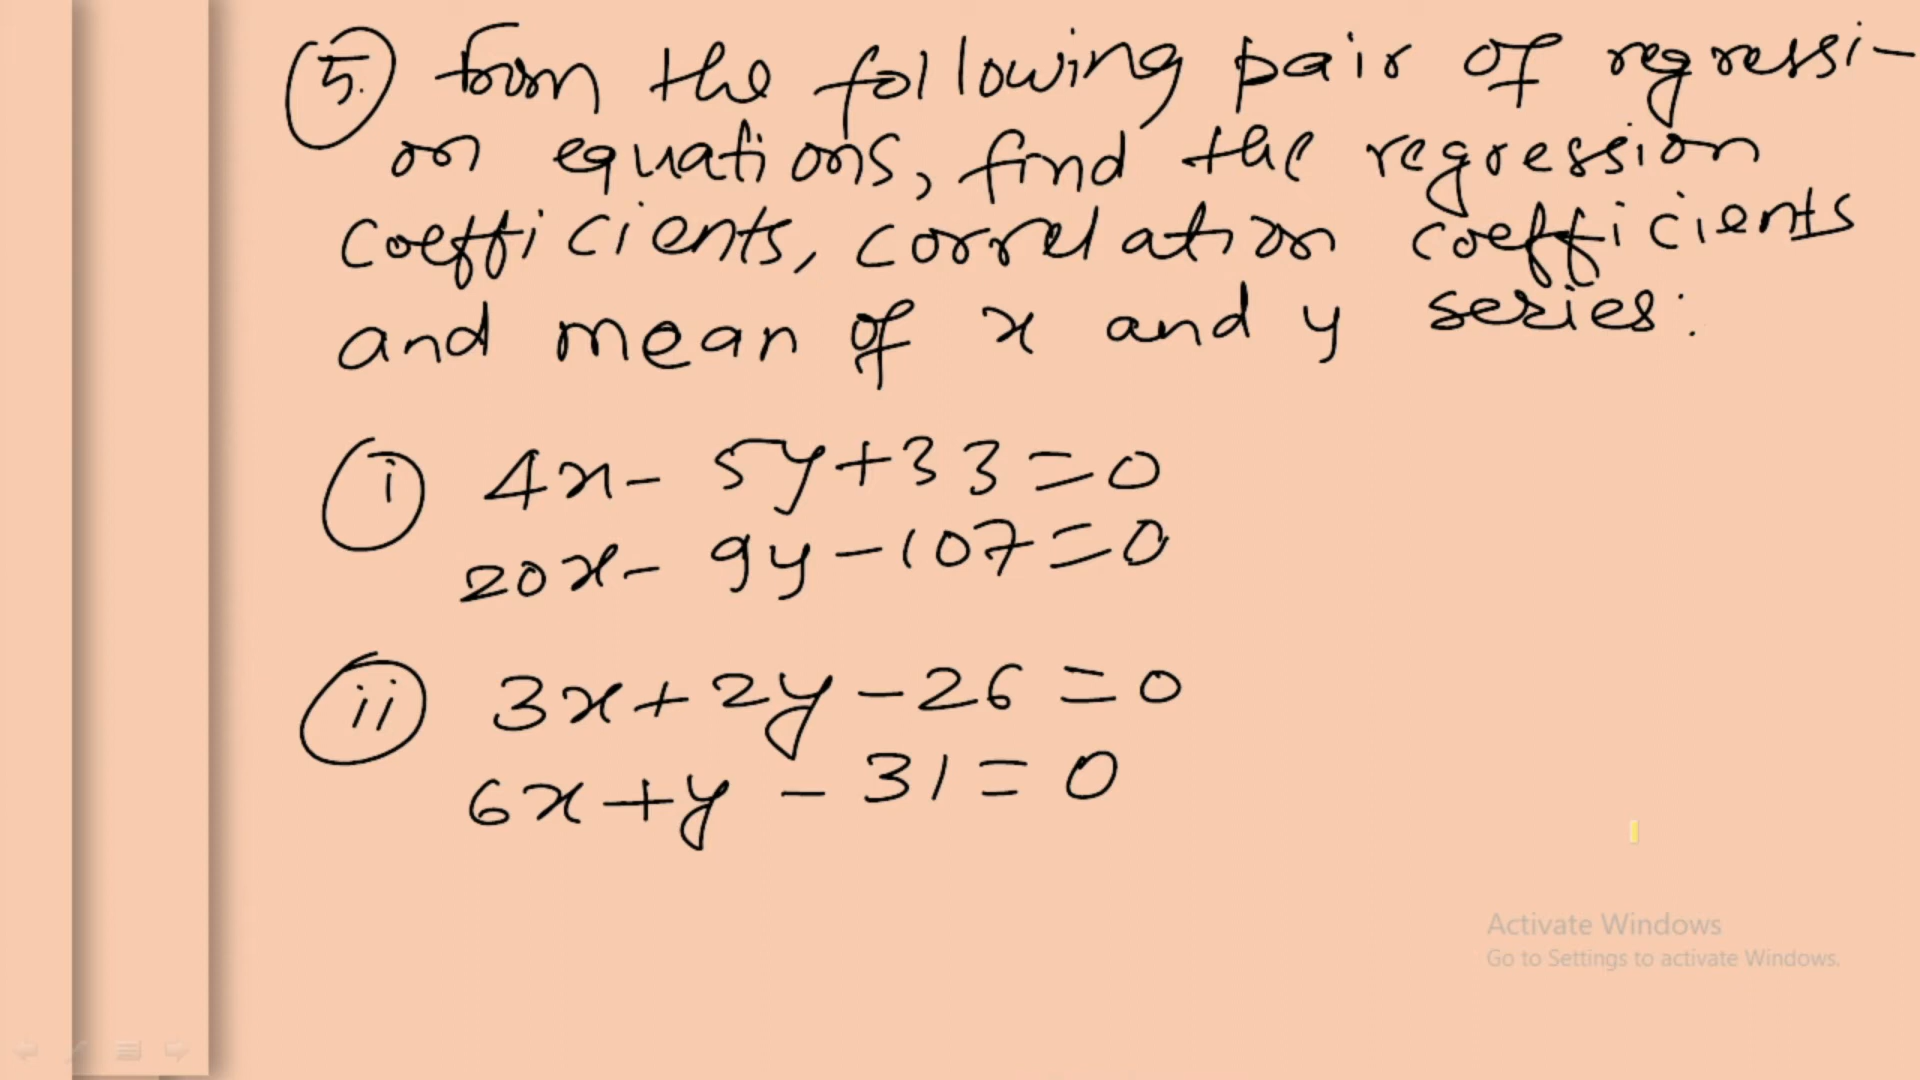 5. from the following pair of regressi-
on equations, find the regression
coefficients, correlation coefficients
and mean of x and y series:
i 4x - 5y + 33 = 0
20x - 9y - 107 = 0
ii 3x + 2y - 26 = 0
6x + y - 31 = 0
Activate Windows
Go to Settings to activate Windows.